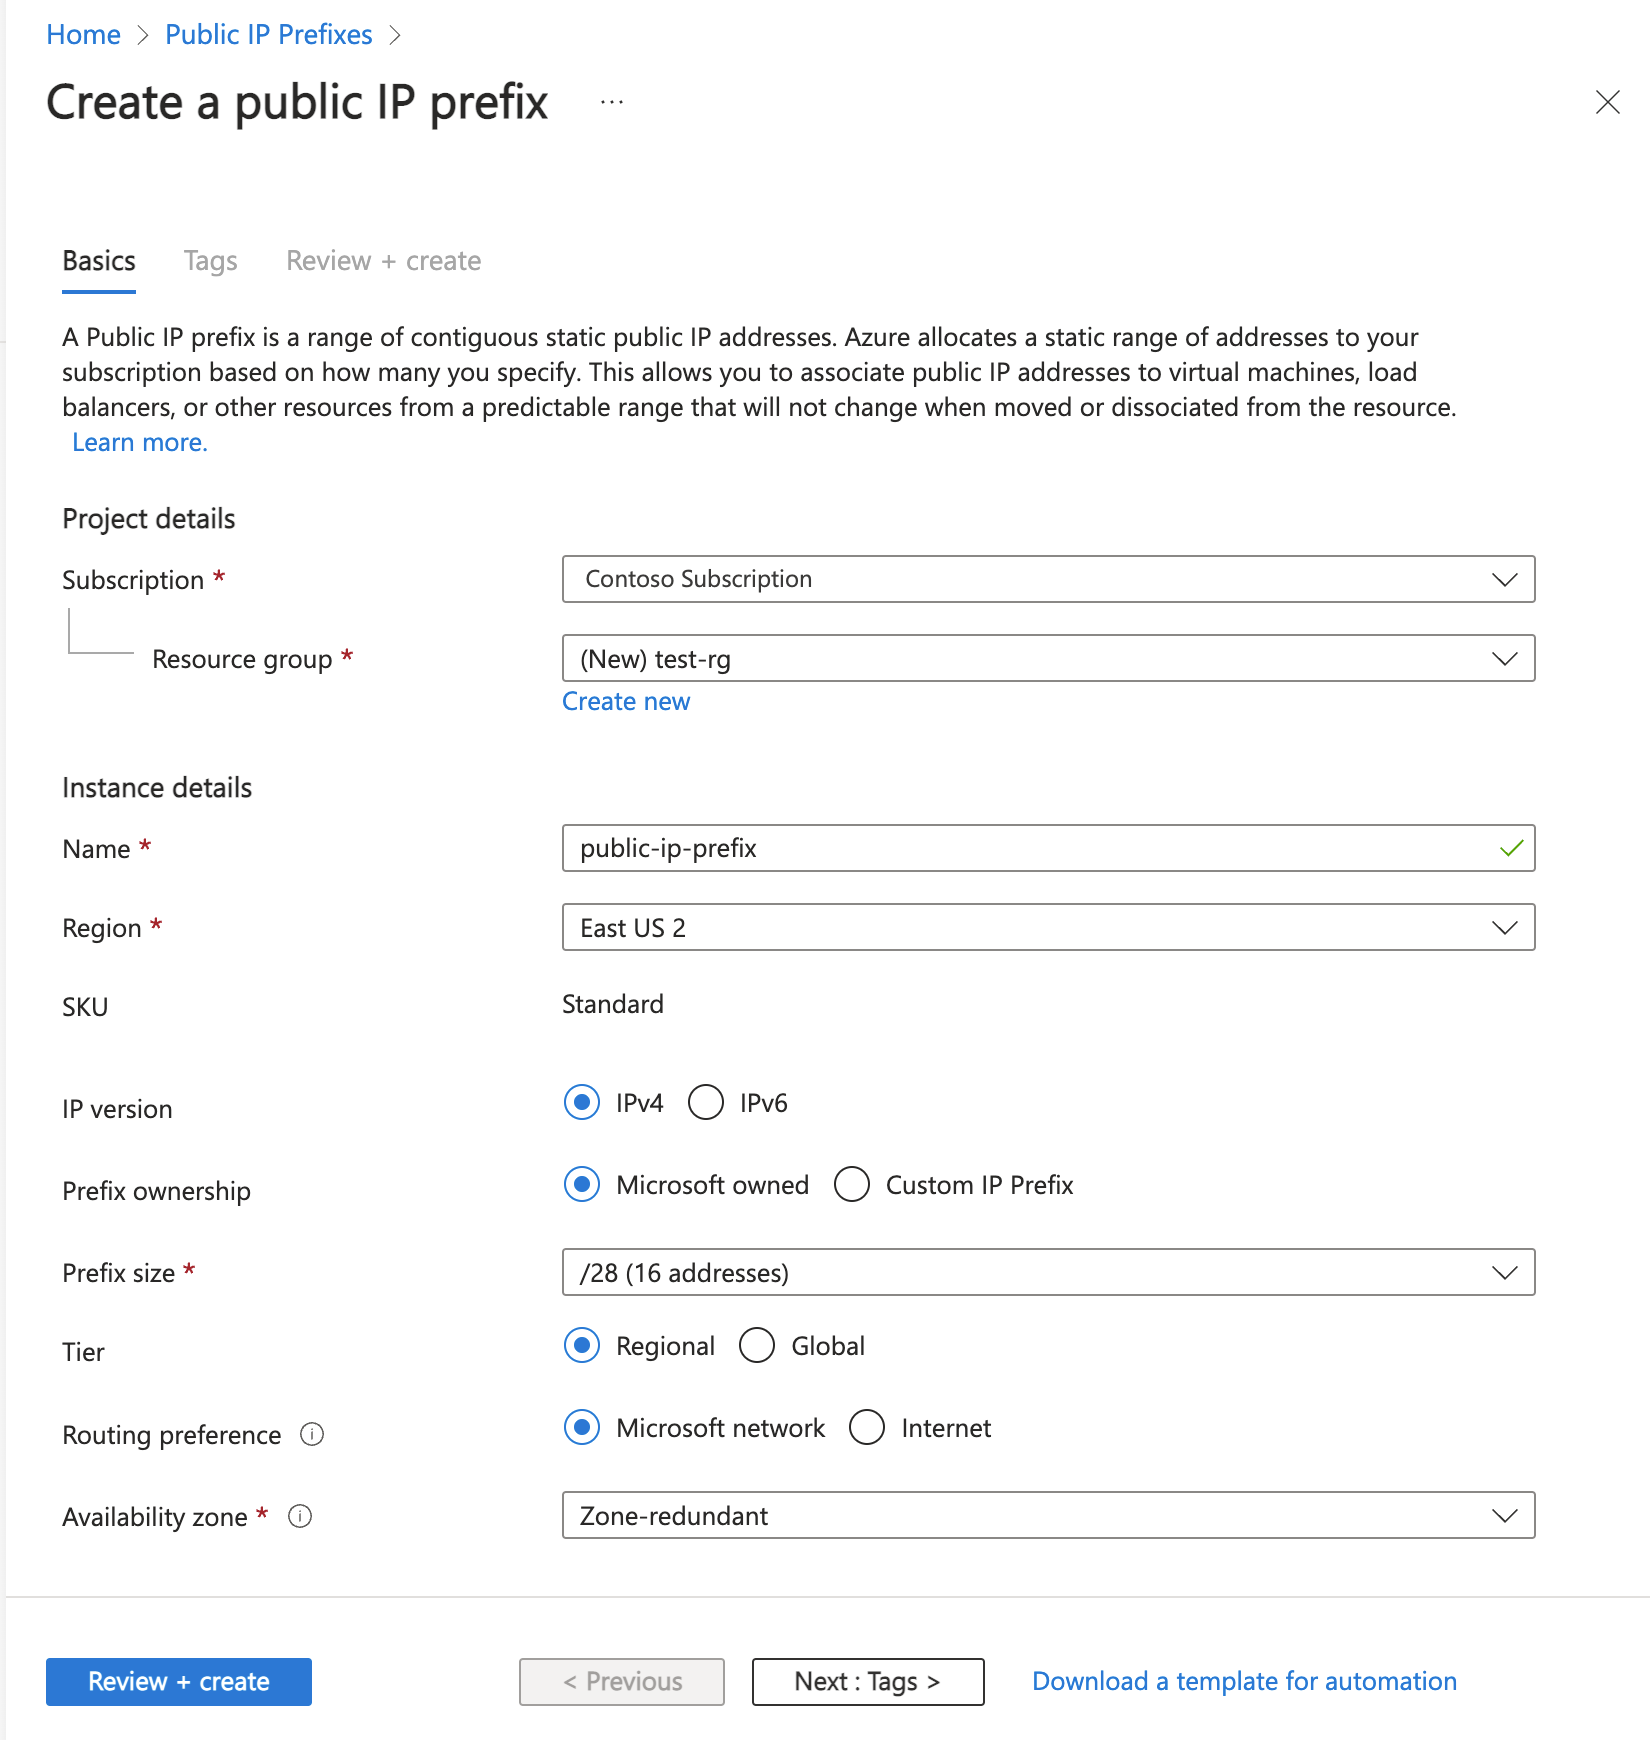 Home > Public IP Prefixes >
Create a public IP prefix ...
Basics Tags Review + create
A Public IP prefix is a range of contiguous static public IP addresses. Azure allocates a static range of addresses to your
subscription based on how many you specify. This allows you to associate public IP addresses to virtual machines, load
balancers, or other resources from a predictable range that will not change when moved or dissociated from the resource.
Learn more.
Project details
Subscription * Contoso Subscription
Resource group * (New) test-rg
Create new
Instance details
Name * public-ip-prefix
Region * East US 2
SKU Standard
IP version IPv4 IPv6
Prefix ownership Microsoft owned Custom IP Prefix
Prefix size * /28 (16 addresses)
Tier Regional Global
Routing preference Microsoft network Internet
Availability zone * Zone-redundant
Review + create < Previous Next : Tags > Download a template for automation